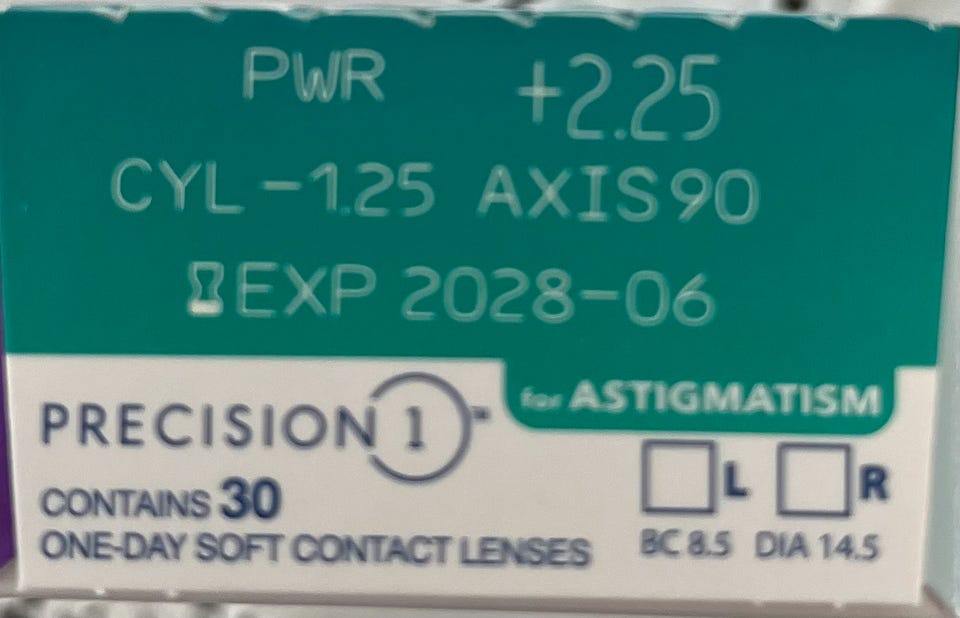 PWR +2.25
CYL -1.25 AXIS 90
EXP 2028-06
PRECISION 1™ for ASTIGMATISM
CONTAINS 30
ONE-DAY SOFT CONTACT LENSES
L R
BC 8.5 DIA 14.5